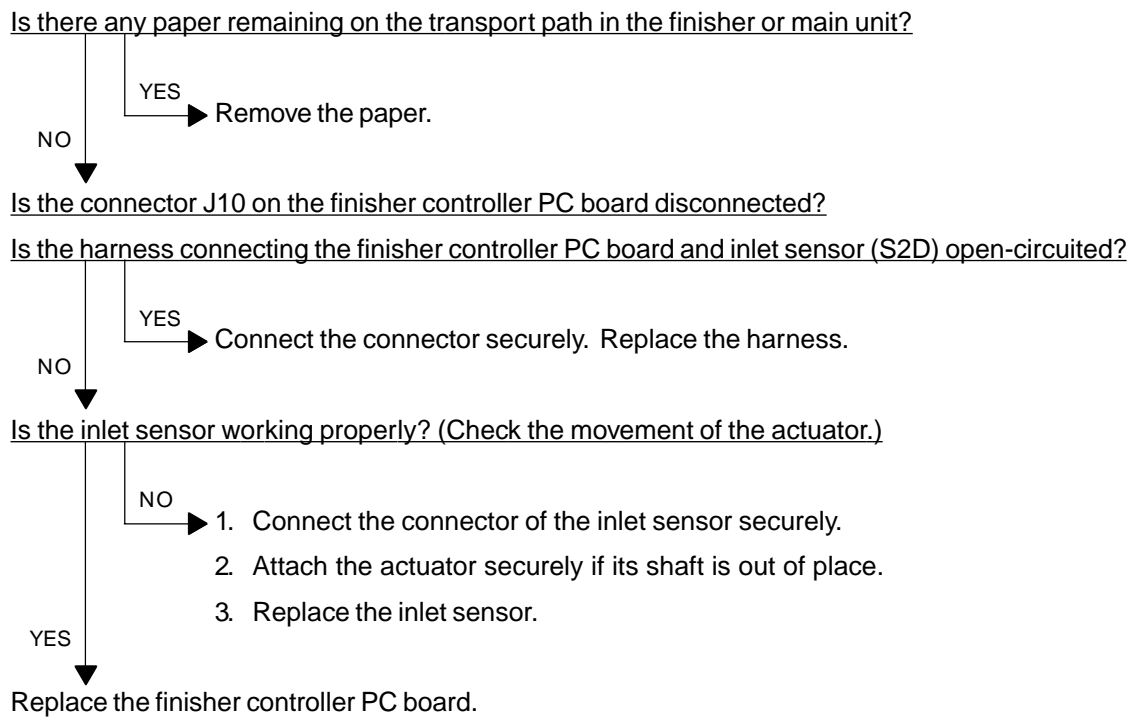 Is there any paper remaining on the transport path in the finisher or main unit?
YES
Remove the paper.
NO
Is the connector J10 on the finisher controller PC board disconnected?
Is the harness connecting the finisher controller PC board and inlet sensor (S2D) open-circuited?
YES
Connect the connector securely. Replace the harness.
NO
Is the inlet sensor working properly? (Check the movement of the actuator.)
NO
1. Connect the connector of the inlet sensor securely.
2. Attach the actuator securely if its shaft is out of place.
3. Replace the inlet sensor.
YES
Replace the finisher controller PC board.